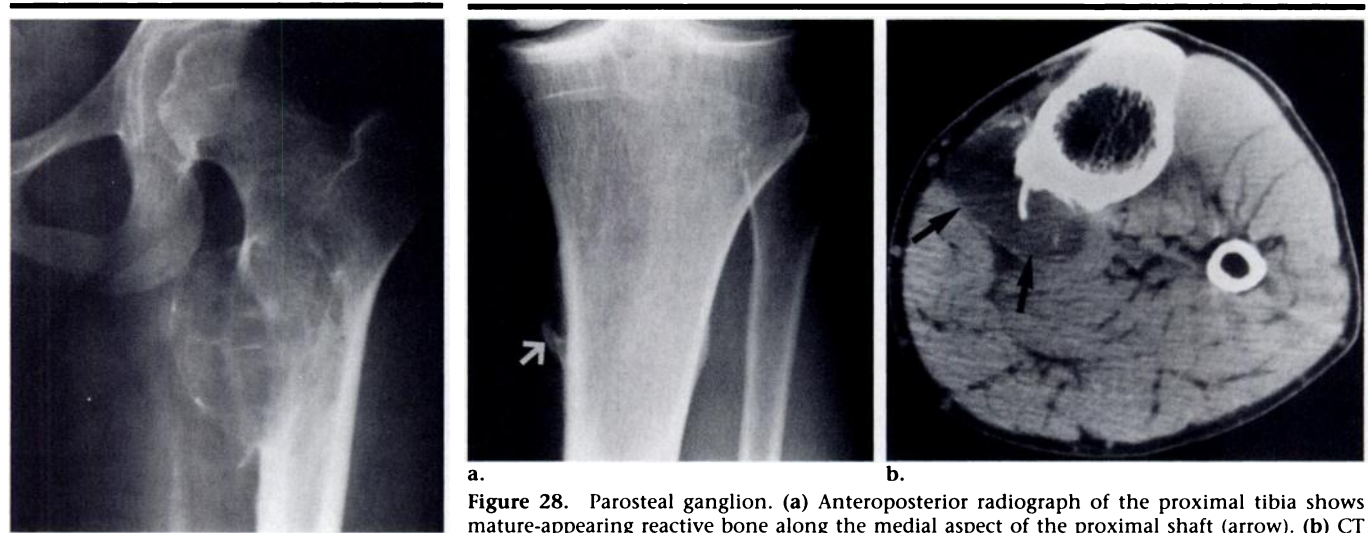 a.
b.
Figure 28. Parosteal ganglion. (a) Anteroposterior radiograph of the proximal tibia shows
mature-appearing reactive bone along the medial aspect of the proximal shaft (arrow). (b) CT